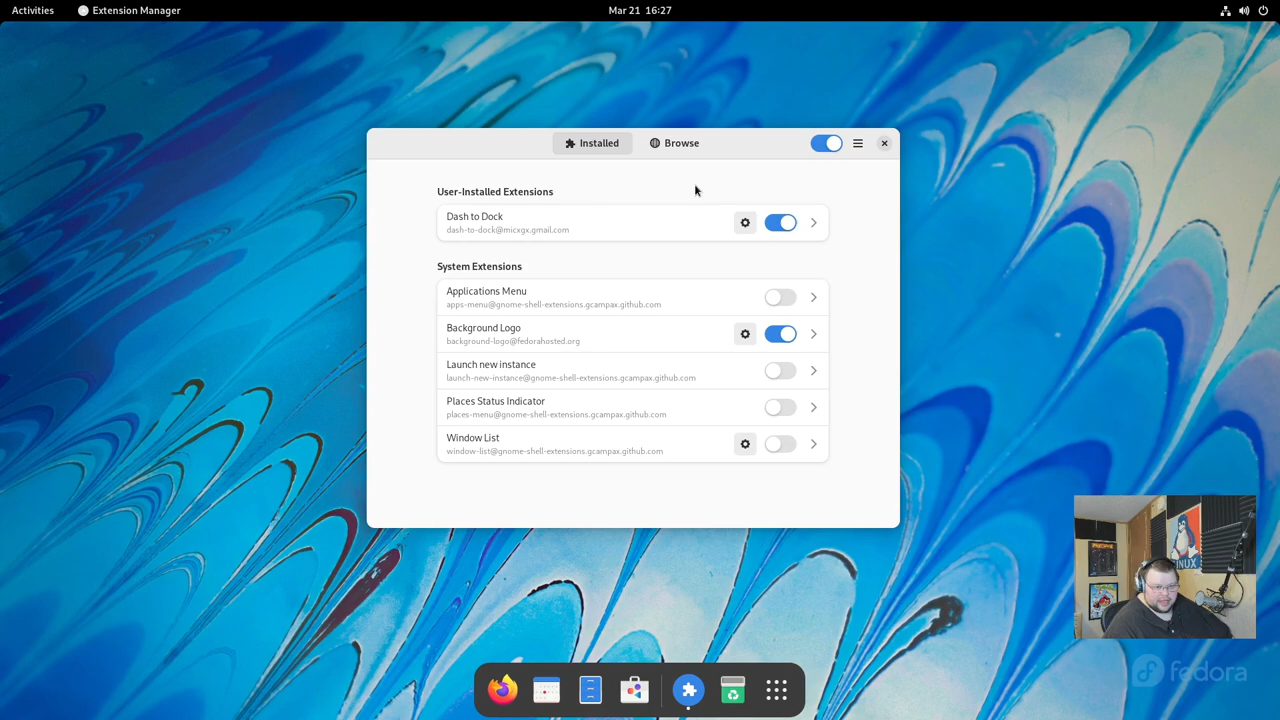 Activities
Extension Manager
Mar 21 16:27
Installed
Browse
User-Installed Extensions
Dash to Dock
dash-to-dock@micxgx.gmail.com
System Extensions
Applications Menu
apps-menu@gnome-shell-extensions.gcampax.github.com
Background Logo
background-logo@fedorahosted.org
Launch new instance
launch-new-instance@gnome-shell-extensions.gcampax.github.com
Places Status Indicator
places-menu@gnome-shell-extensions.gcampax.github.com
Window List
window-list@gnome-shell-extensions.gcampax.github.com
fedora